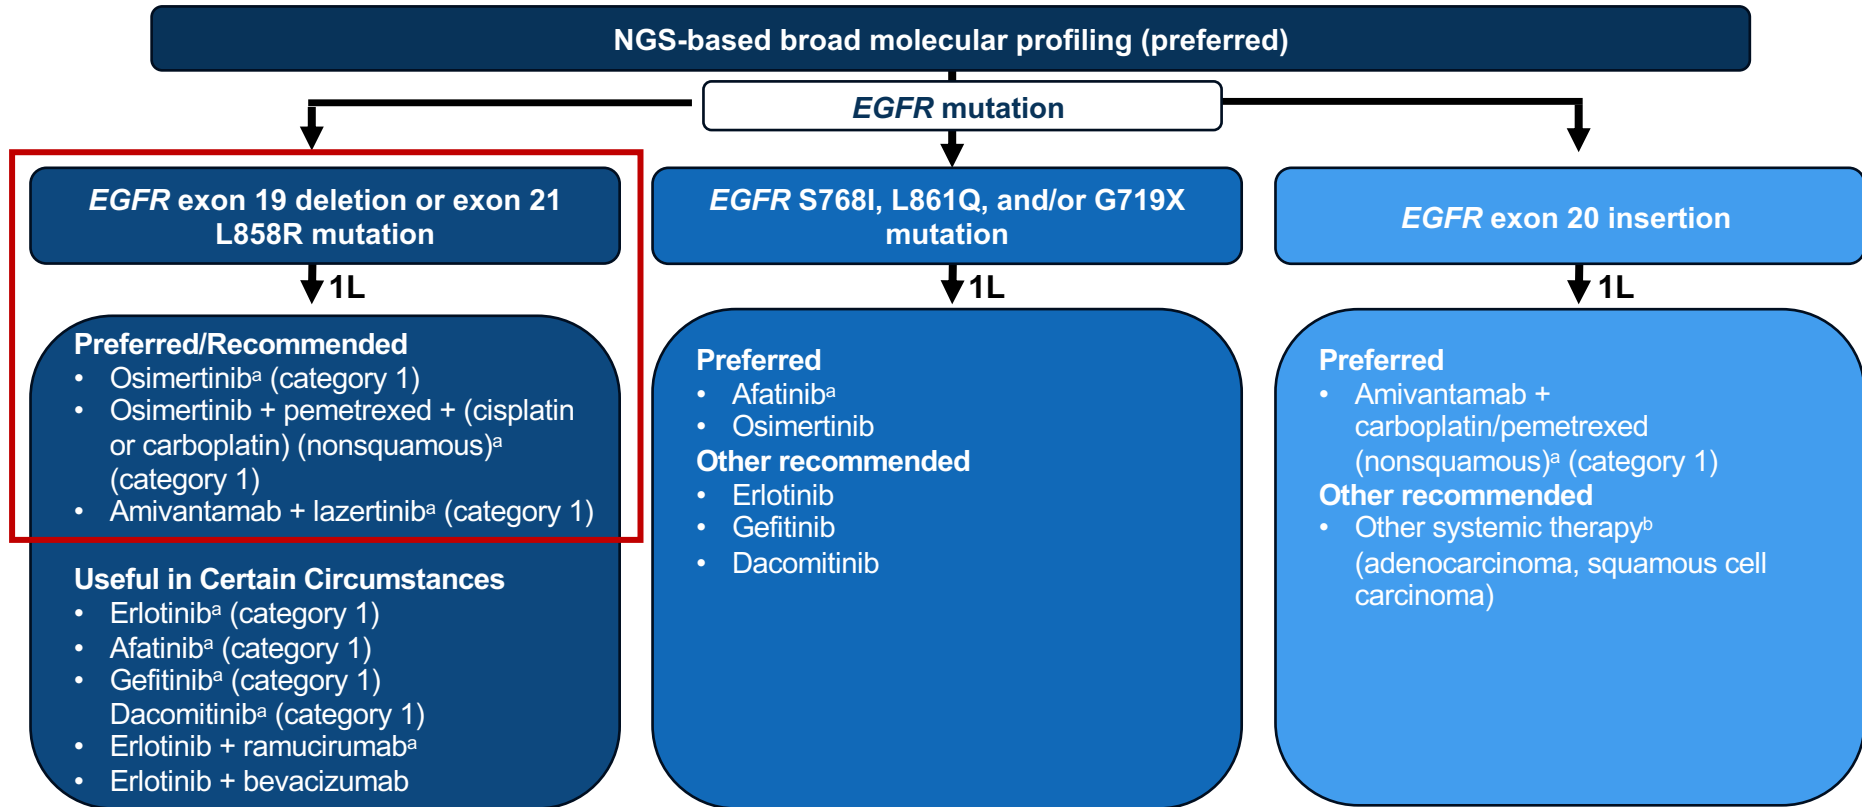 NGS-based broad molecular profiling (preferred)
EGFR mutation
EGFR exon 19 deletion or exon 21
L858R mutation
1L
Preferred/Recommended
• Osimertinibᵃ (category 1)
• Osimertinib + pemetrexed + (cisplatin
or carboplatin) (nonsquamous)ᵃ
(category 1)
• Amivantamab + lazertinibᵃ (category 1)
Useful in Certain Circumstances
• Erlotinibᵃ (category 1)
• Afatinibᵃ (category 1)
• Gefitinibᵃ (category 1)
Dacomitinibᵃ (category 1)
• Erlotinib + ramucirumabᵃ
• Erlotinib + bevacizumab
EGFR S768I, L861Q, and/or G719X
mutation
1L
Preferred
• Afatinibᵃ
• Osimertinib
Other recommended
• Erlotinib
• Gefitinib
• Dacomitinib
EGFR exon 20 insertion
1L
Preferred
• Amivantamab +
carboplatin/pemetrexed
(nonsquamous)ᵃ (category 1)
Other recommended
• Other systemic therapyᵇ
(adenocarcinoma, squamous cell
carcinoma)